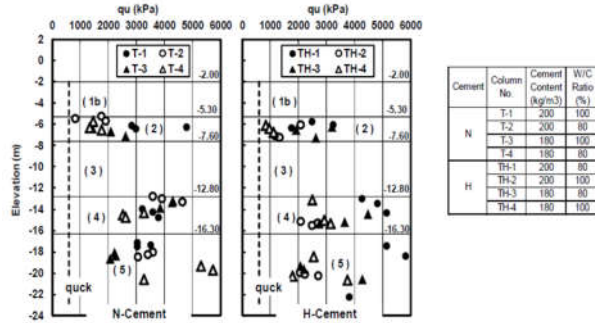 qu (kPa)
qu (kPa)
0 1000 2000 3000 4000 5000 6000
0 1000 2000 3000 4000 5000 6000
Elevation (m)
2
0
-2
-4
-6
-8
-10
-12
-14
-16
-18
-20
-22
-24
T-1 T-2
T-3 T-4
TH-1 TH-2
TH-3 TH-4
-2.00
-5.30
-7.60
-12.80
-16.30
-2.00
-5.30
-7.60
-12.80
-16.30
( 1b )
( 2 )
( 3 )
( 4 )
( 5 )
( 1b )
( 2 )
( 3 )
( 4 )
( 5 )
quck
quck
N-Cement
H-Cement
Cement Column No. Cement Content (kg/m3) W/C Ratio (%)
N T-1 200 100
T-2 200 80
T-3 180 100
T-4 180 80
H TH-1 200 80
TH-2 200 100
TH-3 180 80
TH-4 180 100